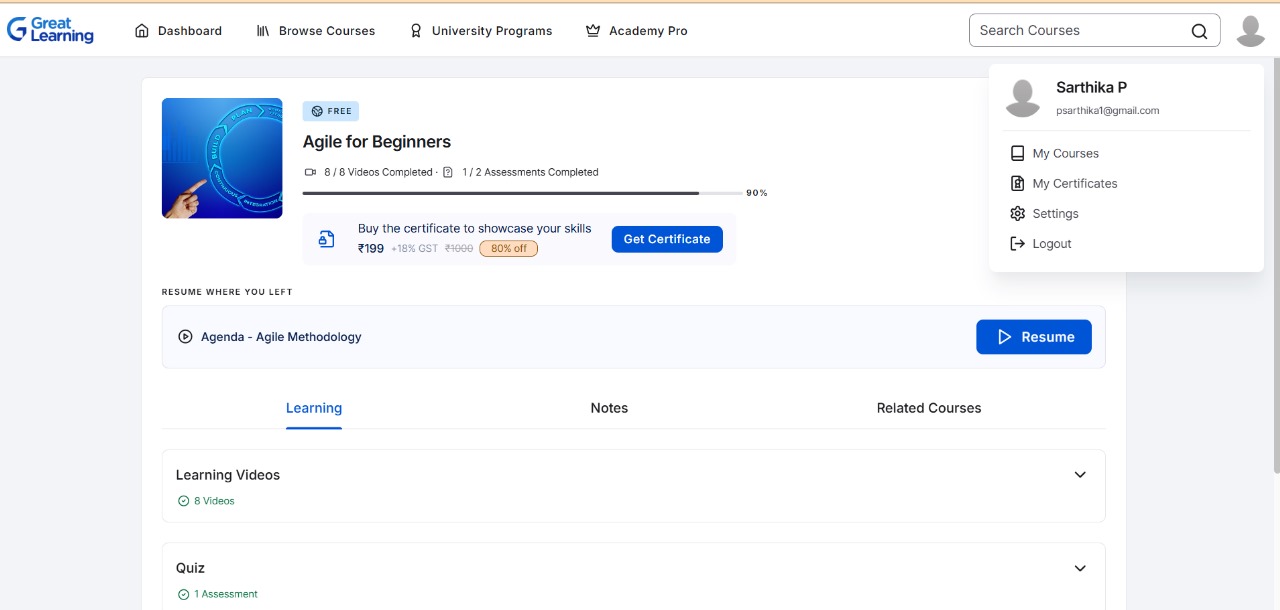 Great Learning
Dashboard
Browse Courses
University Programs
Academy Pro
Search Courses
Sarthika P
psarthika1@gmail.com
My Courses
My Certificates
Settings
Logout
PLAN
BUILD
CONTINUOUS
INTEGRATION
FREE
Agile for Beginners
8 / 8 Videos Completed · 1 / 2 Assessments Completed
90%
Buy the certificate to showcase your skills
₹199 +18% GST ₹1000 80% off
Get Certificate
RESUME WHERE YOU LEFT
Agenda - Agile Methodology
Resume
Learning
Notes
Related Courses
Learning Videos
8 Videos
Quiz
1 Assessment